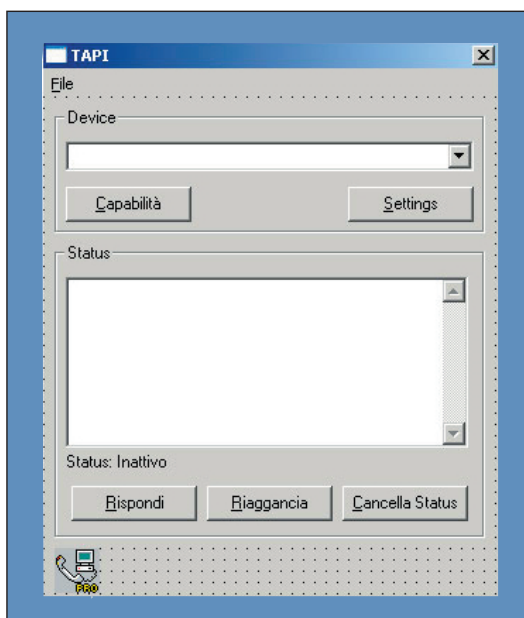 TAPI
File
Device
Capabilità
Settings
Status
Status: Inattivo
Rispondi
Riaggancia
Cancella Status
PRO